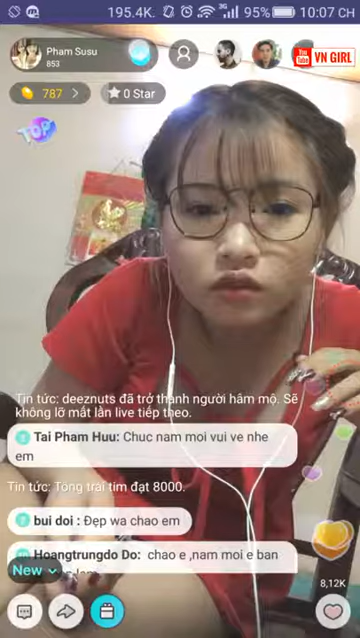 195.4K. 3G 95% 10:07 CH
Pham Susu
853
You Tube VN GIRL
787 > 0 Star
TOP
Tin tức: deeznuts đã trở thành người hâm mộ. Sẽ
không lỡ mất lần live tiếp theo.
Tai Pham Huu: Chuc nam moi vui ve nhe
em
Tin tức: Tổng trái tim đạt 8000.
bui doi : Đẹp wa chao em
Hoangtrungdo Do: chao e ,nam moi e ban
New
8,12K